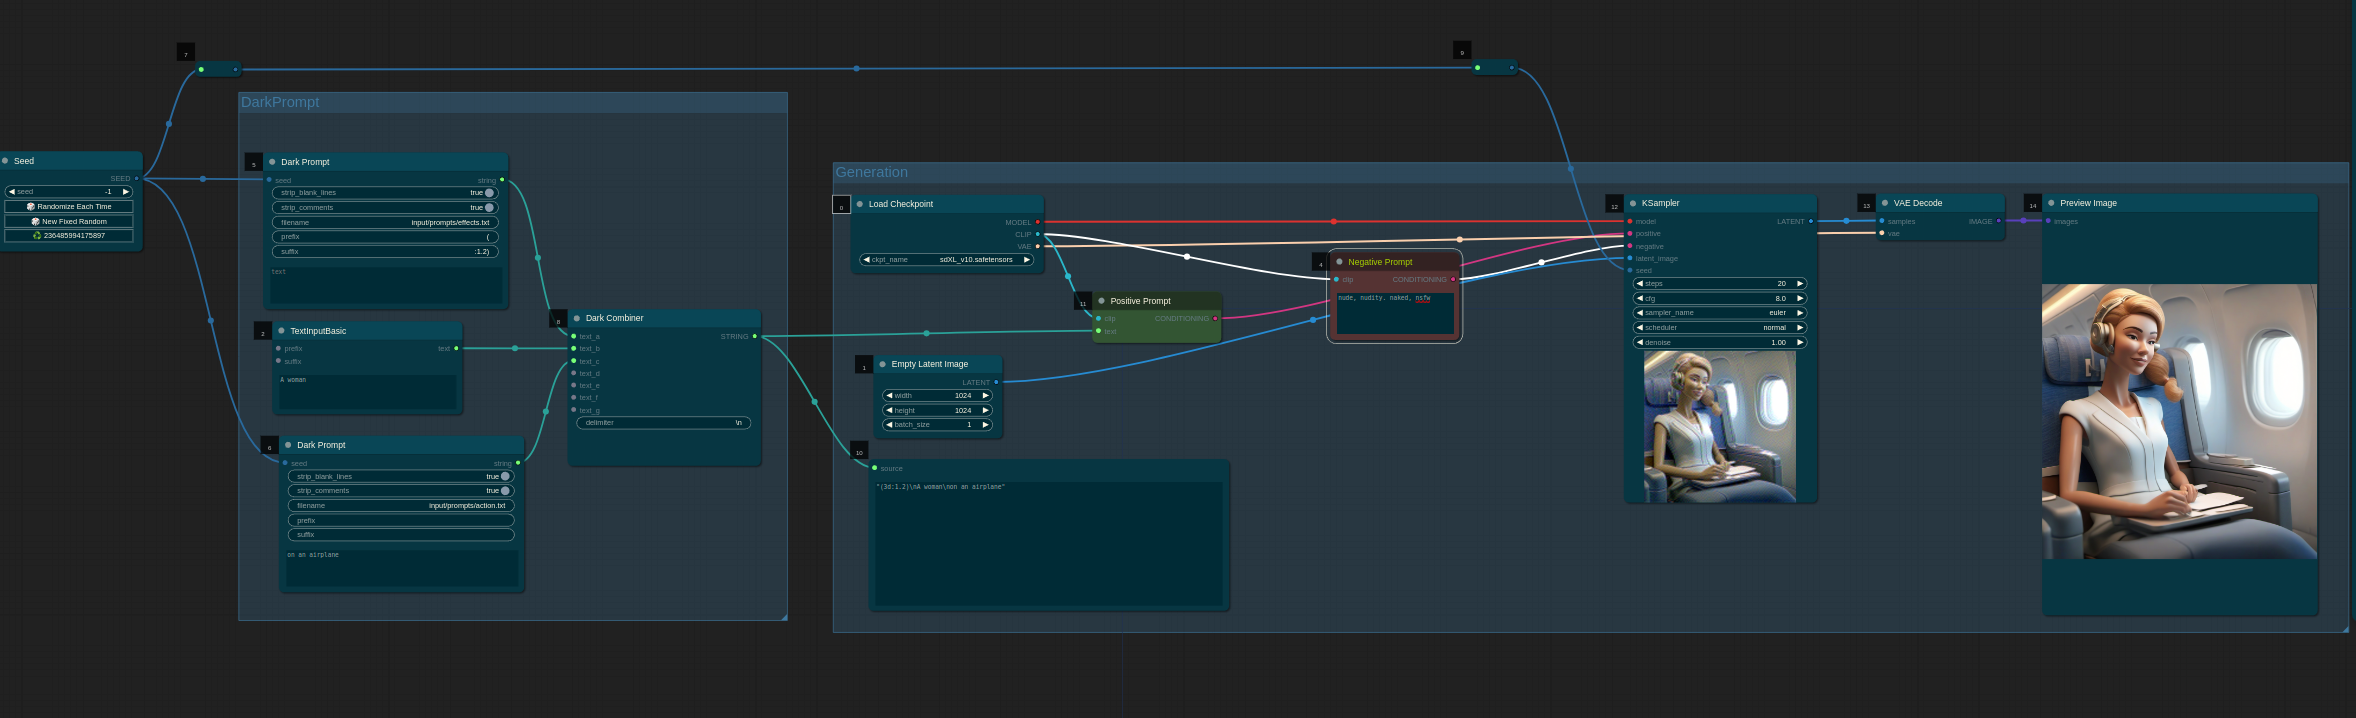 7
9
DarkPrompt
Seed
SEED
seed -1
🎲 Randomize Each Time
🎲 New Fixed Random
♻️ 236485994175897
5
Dark Prompt
seed string
strip_blank_lines true
strip_comments true
filename input/prompts/effects.txt
prefix (
suffix :1.2)
text
2
TextInputBasic
prefix text
suffix
A woman
6
Dark Prompt
seed string
strip_blank_lines true
strip_comments true
filename input/prompts/action.txt
prefix
suffix
on an airplane
8
Dark Combiner
text_a STRING
text_b
text_c
text_d
text_e
text_f
text_g
delimiter \n
Generation
0
Load Checkpoint
MODEL
CLIP
VAE
ckpt_name sdXL_v10.safetensors
11
Positive Prompt
clip CONDITIONING
text
4
Negative Prompt
clip CONDITIONING
nude, nudity. naked, nsfw
1
Empty Latent Image
LATENT
width 1024
height 1024
batch_size 1
10
source
"(3d:1.2)\nA woman\non an airplane"
12
KSampler
model LATENT
positive
negative
latent_image
seed
steps 20
cfg 8.0
sampler_name euler
scheduler normal
denoise 1.00
13
VAE Decode
samples IMAGE
vae
14
Preview Image
images